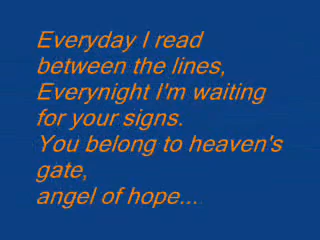 Everyday I read
between the lines,
Everynight I'm waiting
for your signs.
You belong to heaven's
gate,
angel of hope...